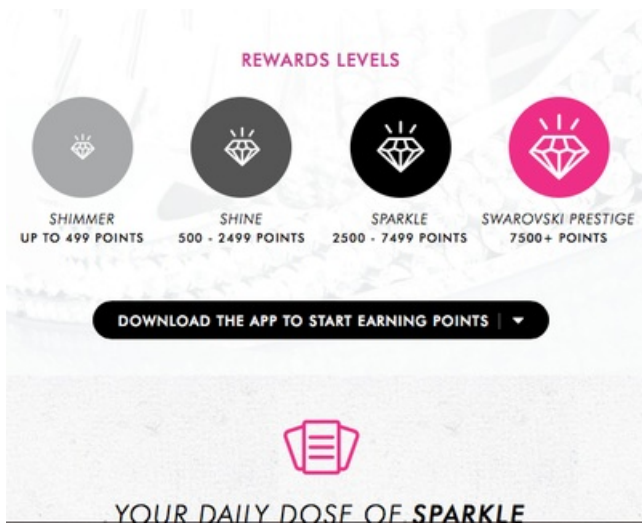 REWARDS LEVELS
SHIMMER
UP TO 499 POINTS
SHINE
500 - 2499 POINTS
SPARKLE
2500 - 7499 POINTS
SWAROVSKI PRESTIGE
7500+ POINTS
DOWNLOAD THE APP TO START EARNING POINTS
YOUR DAILY DOSE OF SPARKLE